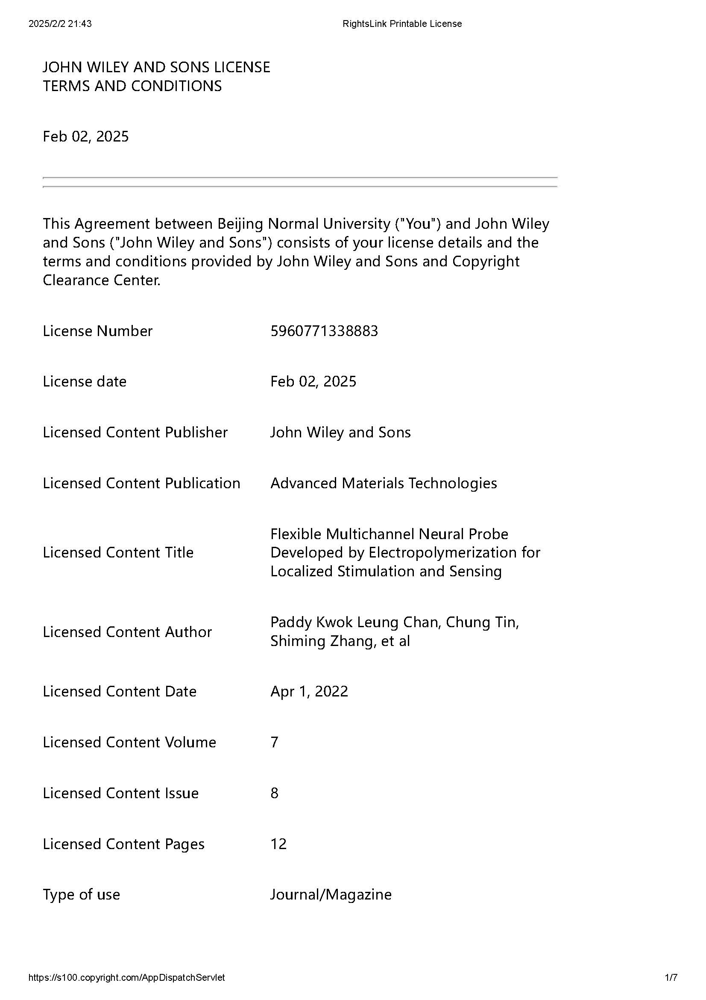 2025/2/2 21:43 RightsLink Printable License
JOHN WILEY AND SONS LICENSE
TERMS AND CONDITIONS
Feb 02, 2025
This Agreement between Beijing Normal University ("You") and John Wiley
and Sons ("John Wiley and Sons") consists of your license details and the
terms and conditions provided by John Wiley and Sons and Copyright
Clearance Center.
License Number 5960771338883
License date Feb 02, 2025
Licensed Content Publisher John Wiley and Sons
Licensed Content Publication Advanced Materials Technologies
Licensed Content Title Flexible Multichannel Neural Probe
Developed by Electropolymerization for
Localized Stimulation and Sensing
Licensed Content Author Paddy Kwok Leung Chan, Chung Tin,
Shiming Zhang, et al
Licensed Content Date Apr 1, 2022
Licensed Content Volume 7
Licensed Content Issue 8
Licensed Content Pages 12
Type of use Journal/Magazine
https://s100.copyright.com/AppDispatchServlet 1/7